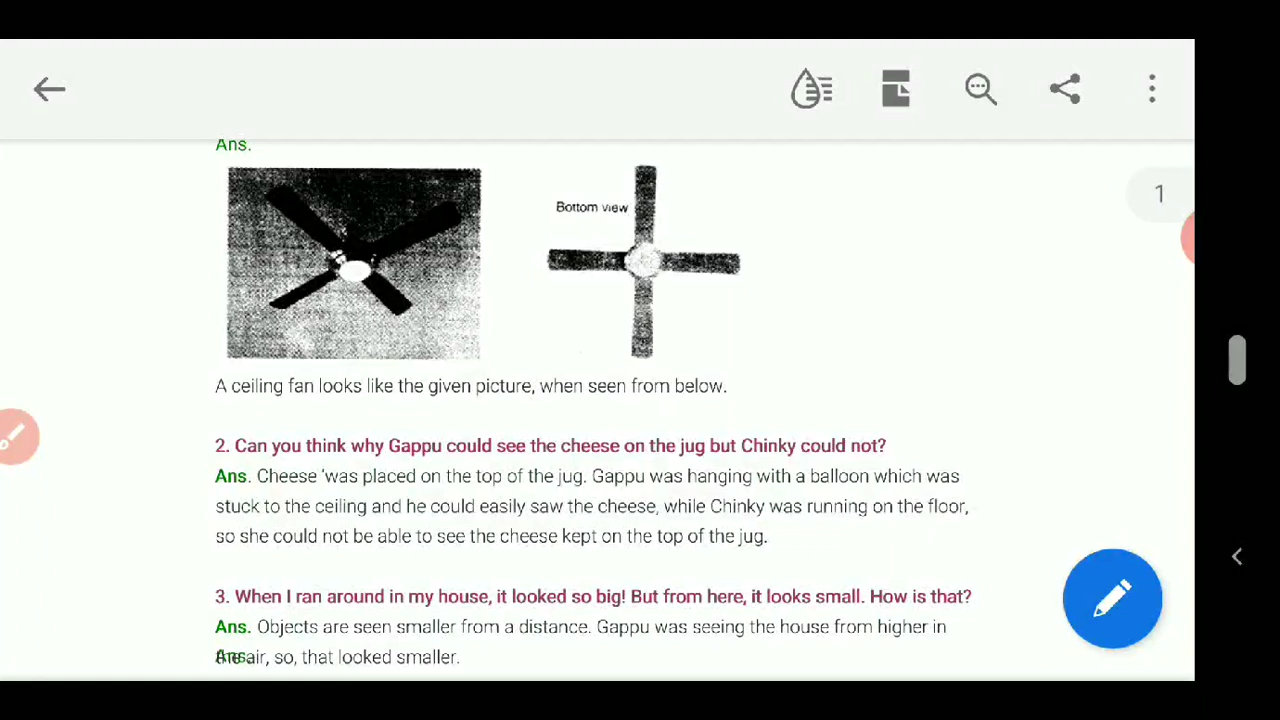 Ans.
Bottom view
1
A ceiling fan looks like the given picture, when seen from below.
2. Can you think why Gappu could see the cheese on the jug but Chinky could not?
Ans. Cheese ‘was placed on the top of the jug. Gappu was hanging with a balloon which was
stuck to the ceiling and he could easily saw the cheese, while Chinky was running on the floor,
so she could not be able to see the cheese kept on the top of the jug.
3. When I ran around in my house, it looked so big! But from here, it looks small. How is that?
Ans. Objects are seen smaller from a distance. Gappu was seeing the house from higher in
the air, so, that looked smaller.
Ans.